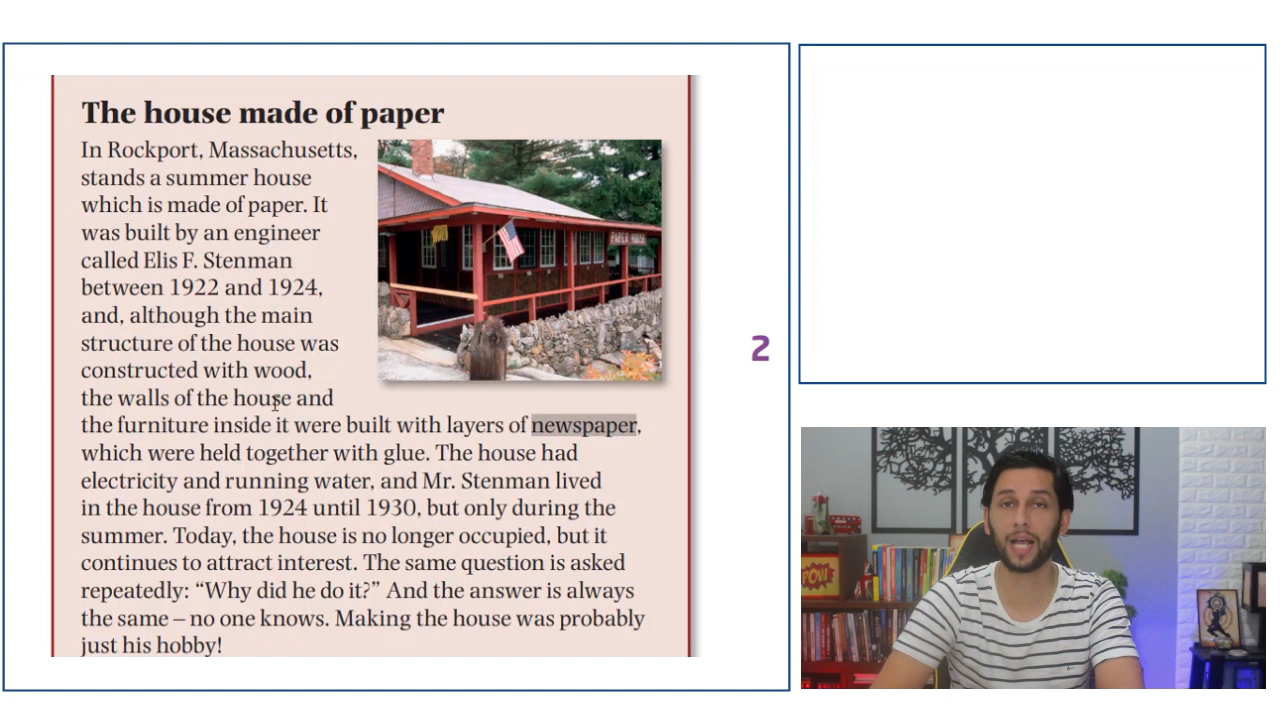 The house made of paper
In Rockport, Massachusetts,
stands a summer house
which is made of paper. It
was built by an engineer
called Elis F. Stenman
between 1922 and 1924,
and, although the main
structure of the house was
constructed with wood,
the walls of the house and
the furniture inside it were built with layers of newspaper,
which were held together with glue. The house had
electricity and running water, and Mr. Stenman lived
in the house from 1924 until 1930, but only during the
summer. Today, the house is no longer occupied, but it
continues to attract interest. The same question is asked
repeatedly: “Why did he do it?” And the answer is always
the same – no one knows. Making the house was probably
just his hobby!
PAPER HOUSE
2
POW